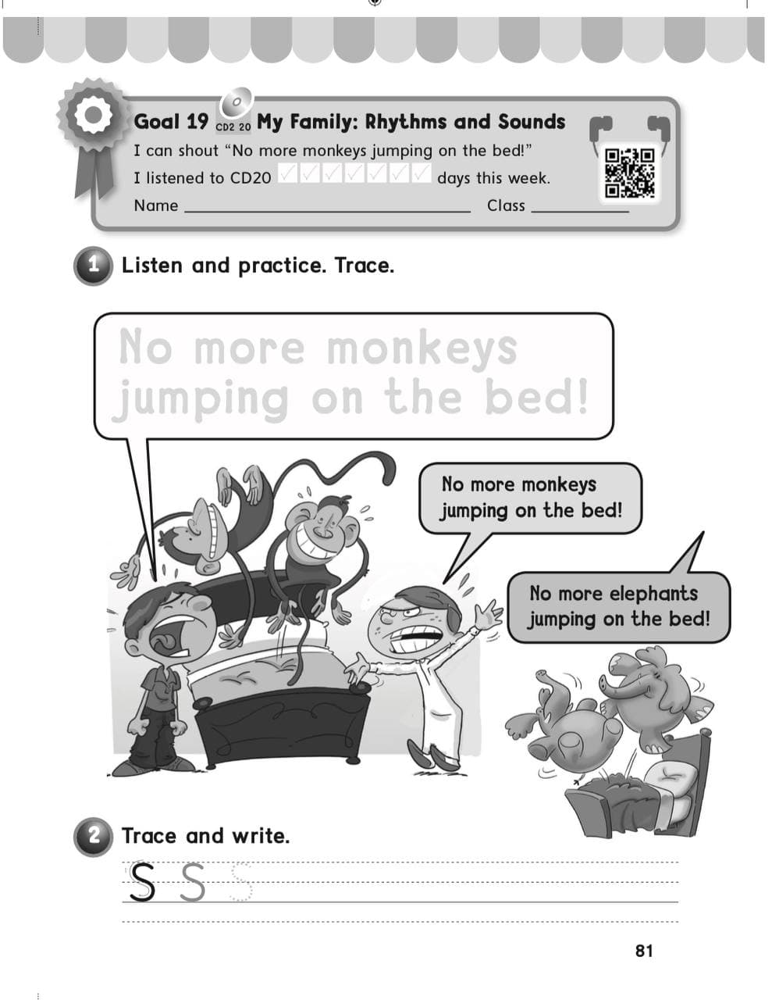 Goal 19 CD2 20 My Family: Rhythms and Sounds
I can shout “No more monkeys jumping on the bed!”
I listened to CD20 days this week.
Name Class
1 Listen and practice. Trace.
No more monkeys
jumping on the bed!
No more monkeys
jumping on the bed!
No more elephants
jumping on the bed!
2 Trace and write.
S S S
81